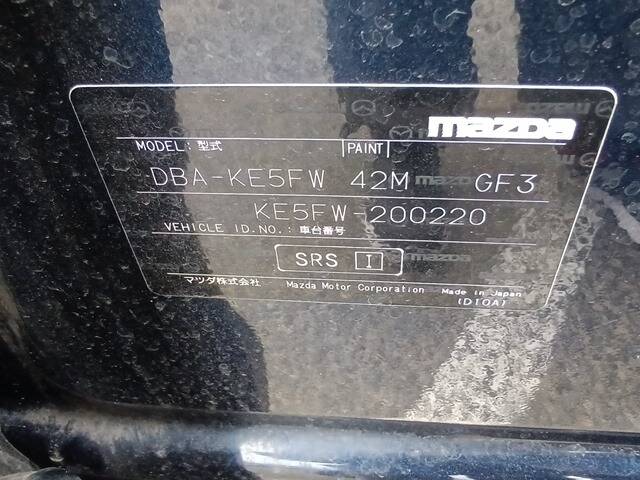 mazda
MODEL: 型式 PAINT
DBA-KE5FW 42M GF3
KE5FW-200220
VEHICLE ID.NO.: 車台番号
SRS I
マツダ株式会社 Mazda Motor Corporation Made in Japan
(D10A)